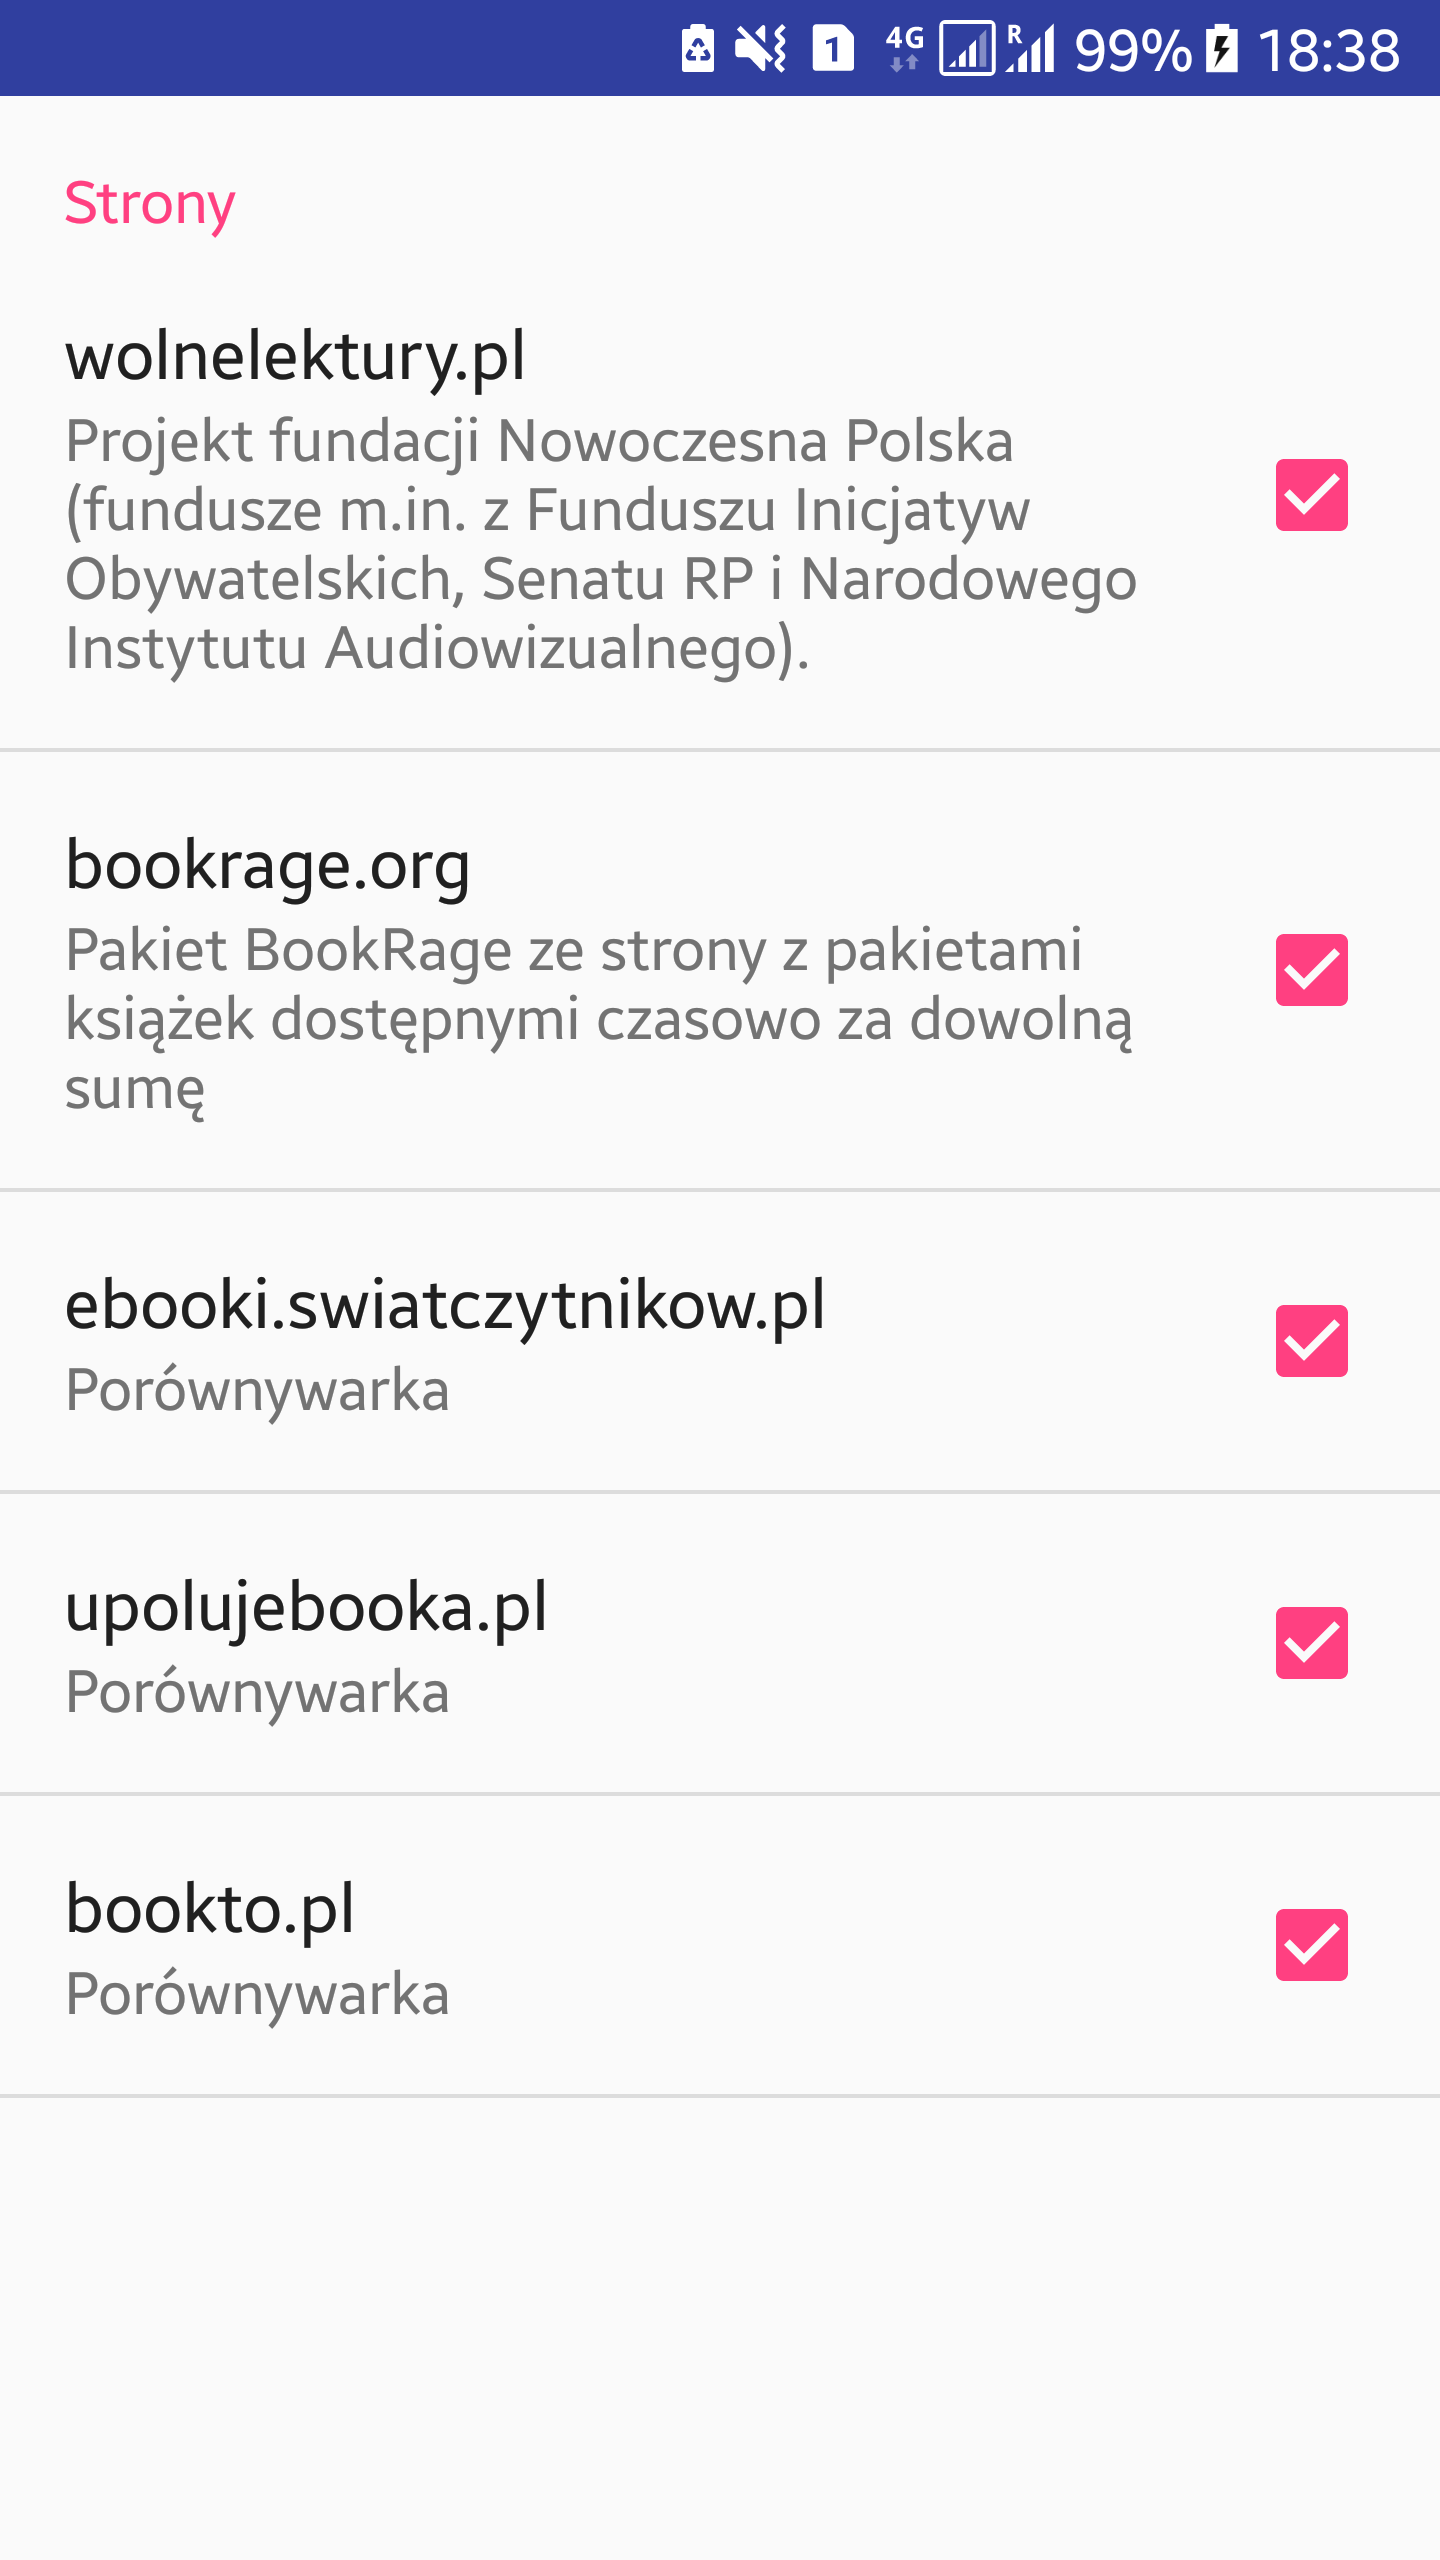 1 4G R 99% 18:38
Strony
wolnelektury.pl
Projekt fundacji Nowoczesna Polska
(fundusze m.in. z Funduszu Inicjatyw
Obywatelskich, Senatu RP i Narodowego
Instytutu Audiowizualnego).
bookrage.org
Pakiet BookRage ze strony z pakietami
książek dostępnymi czasowo za dowolną
sumę
ebooki.swiatczytnikow.pl
Porównywarka
upolujebooka.pl
Porównywarka
bookto.pl
Porównywarka